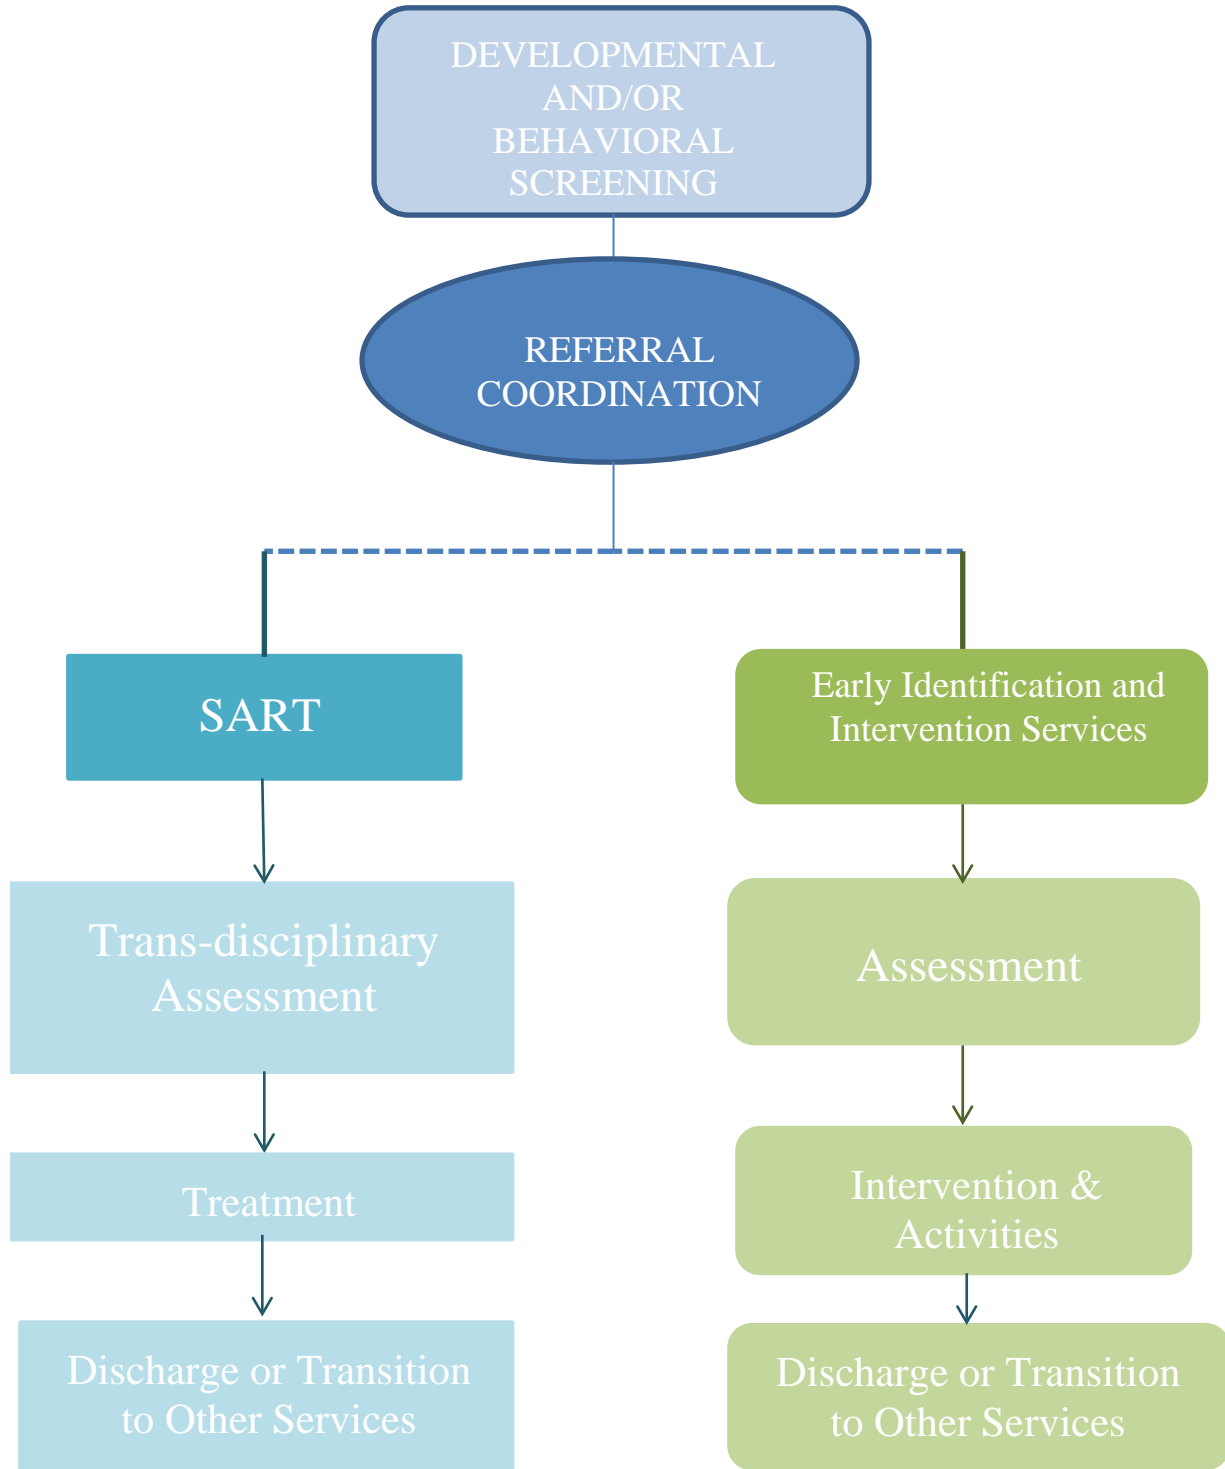 DEVELOPMENTAL
AND/OR
BEHAVIORAL
SCREENING
REFERRAL
COORDINATION
SART
Early Identification and
Intervention Services
Trans-disciplinary
Assessment
Assessment
Treatment
Intervention &
Activities
Discharge or Transition
to Other Services
Discharge or Transition
to Other Services